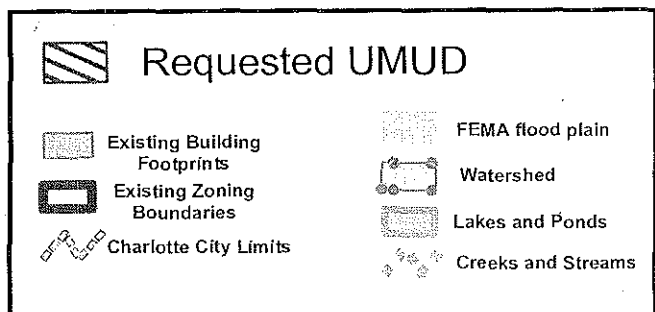 Requested UMUD
Existing Building
Footprints
Existing Zoning
Boundaries
Charlotte City Limits
FEMA flood plain
Watershed
Lakes and Ponds
Creeks and Streams